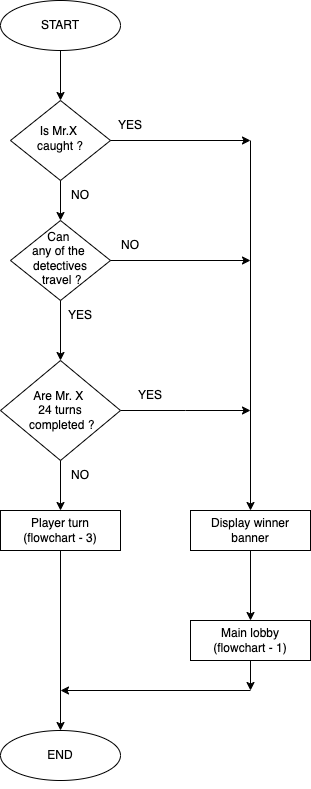 START
Is Mr.X
caught ?
YES
NO
Can
any of the
detectives
travel ?
NO
YES
Are Mr. X
24 turns
completed ?
YES
NO
Player turn
(flowchart - 3)
Display winner
banner
Main lobby
(flowchart - 1)
END